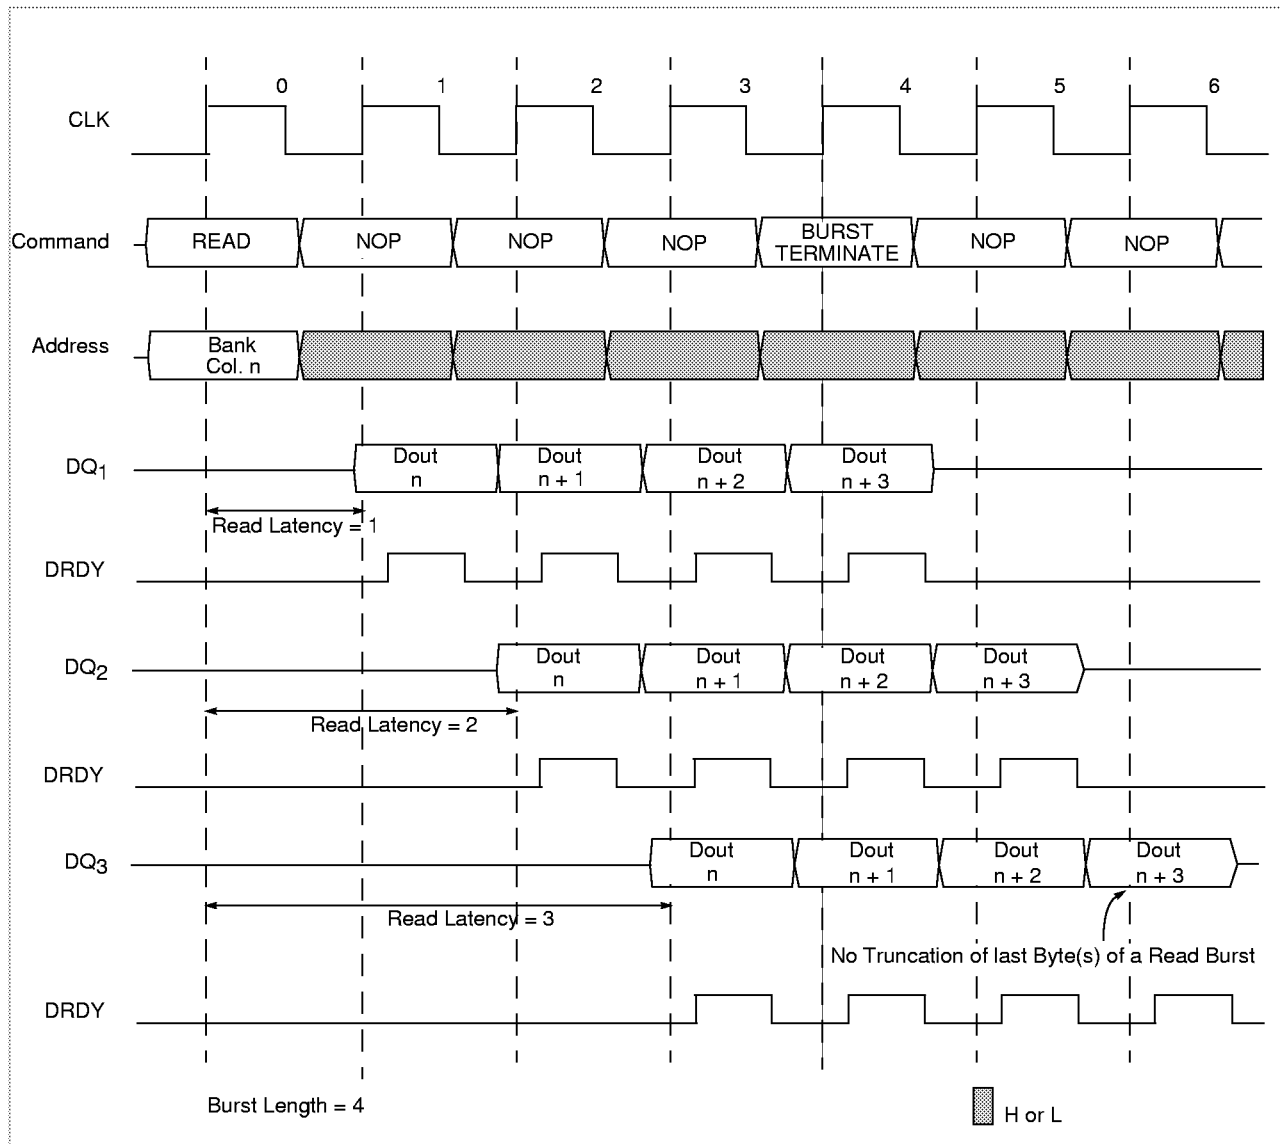 0 1 2 3 4 5 6
CLK
Command READ NOP NOP NOP BURST TERMINATE NOP NOP
Address Bank Col. n
DQ1 Dout n Dout n + 1 Dout n + 2 Dout n + 3
Read Latency = 1
DRDY
DQ2 Dout n Dout n + 1 Dout n + 2 Dout n + 3
Read Latency = 2
DRDY
DQ3 Dout n Dout n + 1 Dout n + 2 Dout n + 3
Read Latency = 3
No Truncation of last Byte(s) of a Read Burst
DRDY
Burst Length = 4
H or L